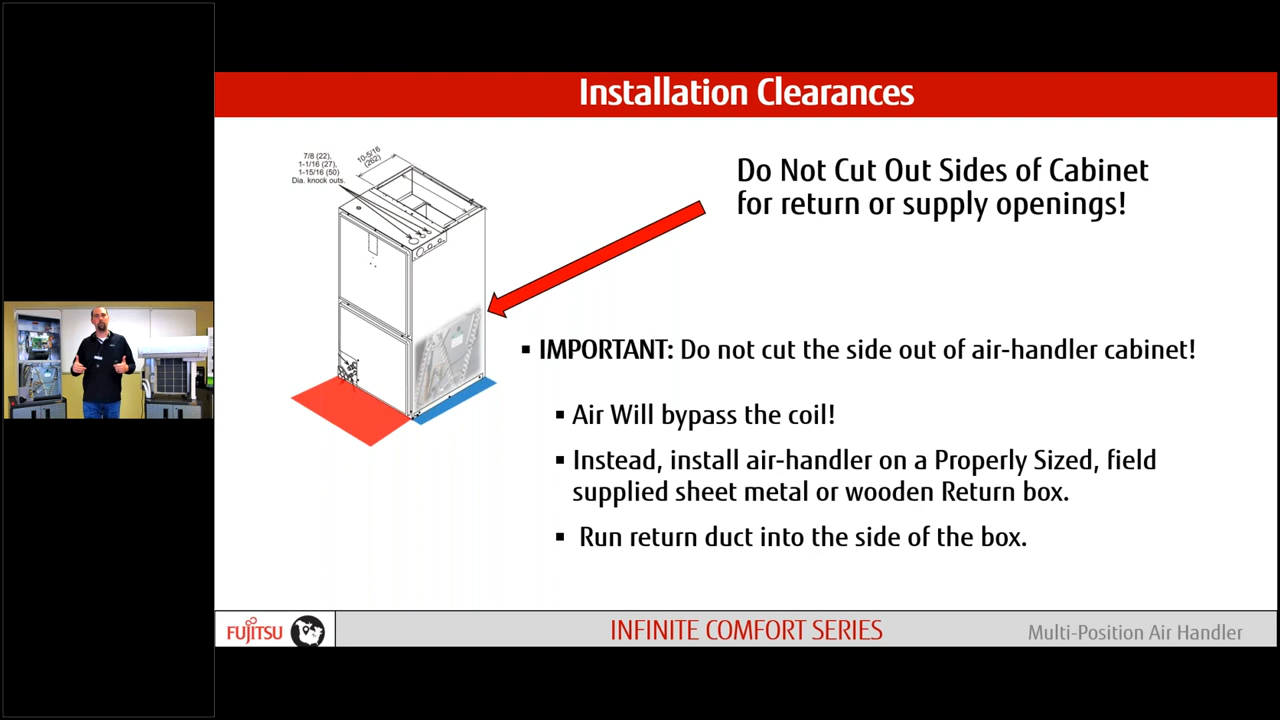 Installation Clearances
7/8 (22),
1-1/16 (27),
1-15/16 (50)
Dia. knock outs.
10-5/16
(262)
Do Not Cut Out Sides of Cabinet
for return or supply openings!
▪ IMPORTANT: Do not cut the side out of air-handler cabinet!
▪ Air Will bypass the coil!
▪ Instead, install air-handler on a Properly Sized, field
supplied sheet metal or wooden Return box.
▪ Run return duct into the side of the box.
FUJITSU
INFINITE COMFORT SERIES
Multi-Position Air Handler